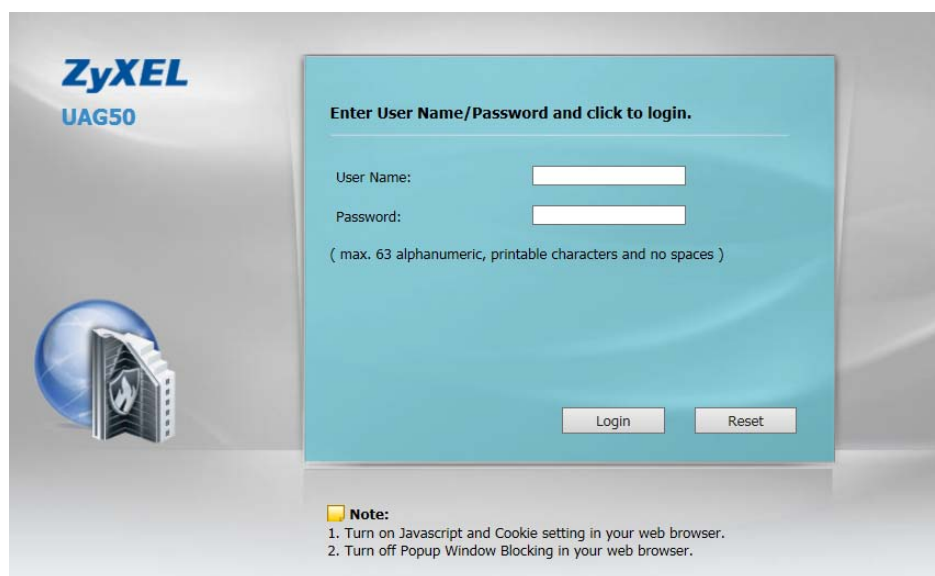 ZyXEL
UAG50
Enter User Name/Password and click to login.
User Name:
Password:
( max. 63 alphanumeric, printable characters and no spaces )
Login
Reset
Note:
1. Turn on Javascript and Cookie setting in your web browser.
2. Turn off Popup Window Blocking in your web browser.